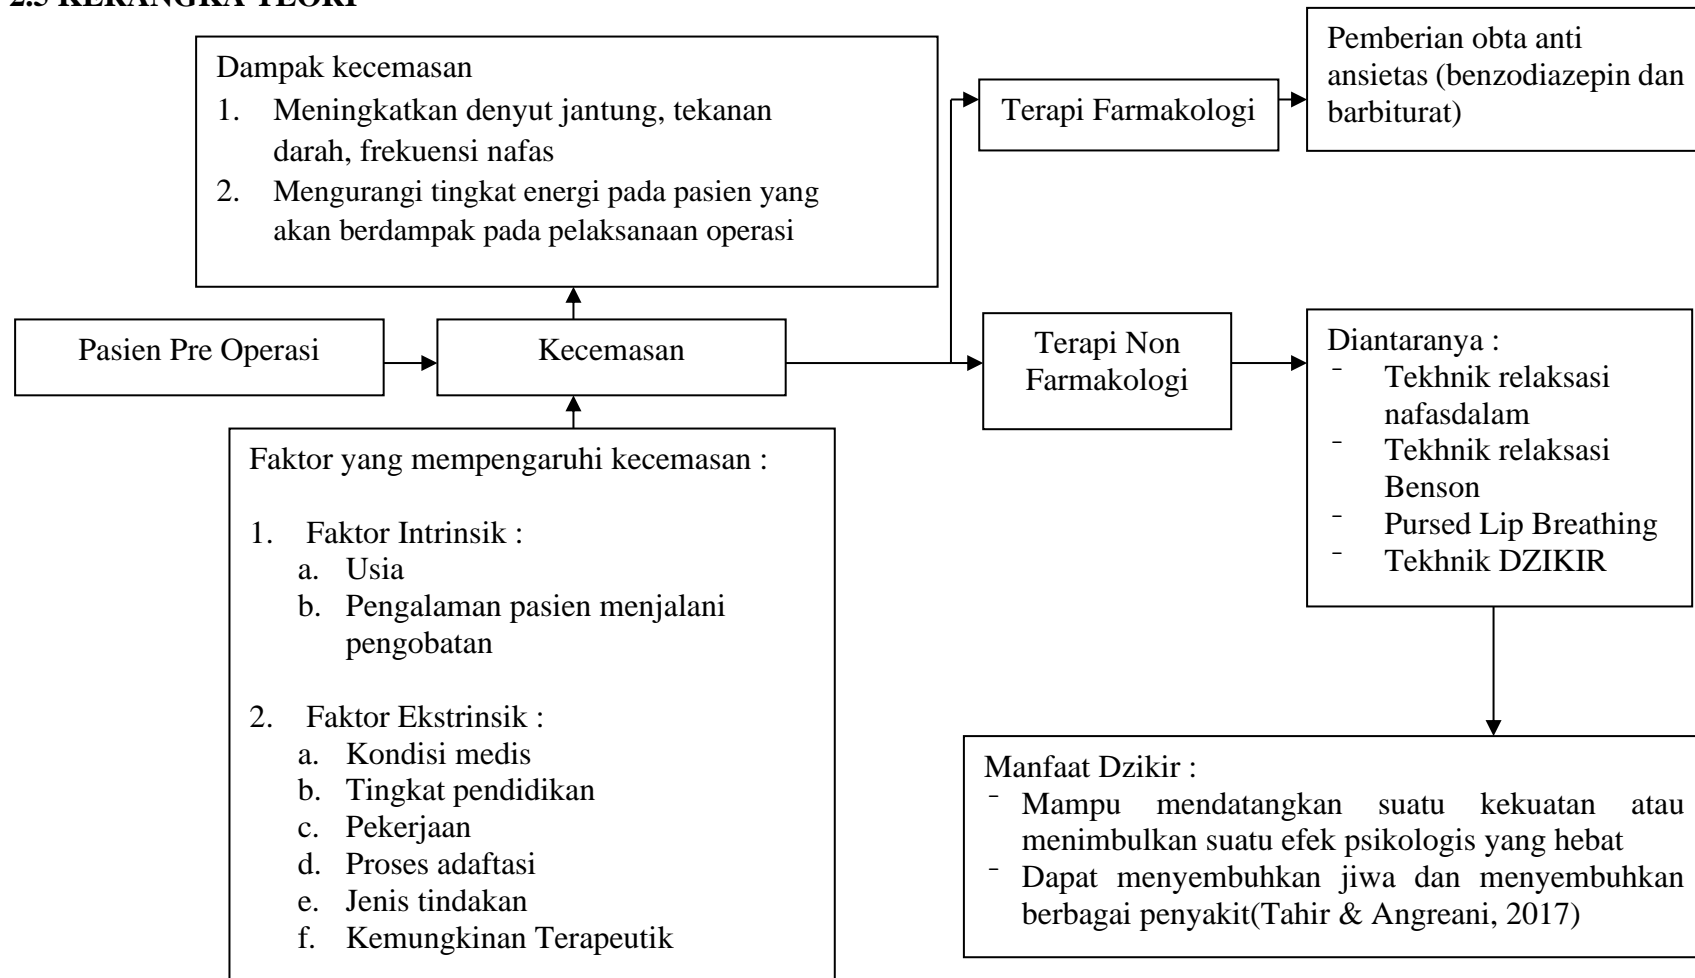 2.5 KERANGKA TEORI
Dampak kecemasan
1. Meningkatkan denyut jantung, tekanan
darah, frekuensi nafas
2. Mengurangi tingkat energi pada pasien yang
akan berdampak pada pelaksanaan operasi
Terapi Farmakologi
Pemberian obta anti
ansietas (benzodiazepin dan
barbiturat)
Pasien Pre Operasi
Kecemasan
Terapi Non
Farmakologi
Diantaranya :
- Tekhnik relaksasi
nafasdalam
- Tekhnik relaksasi
Benson
- Pursed Lip Breathing
- Tekhnik DZIKIR
Faktor yang mempengaruhi kecemasan :
1. Faktor Intrinsik :
a. Usia
b. Pengalaman pasien menjalani
pengobatan
2. Faktor Ekstrinsik :
a. Kondisi medis
b. Tingkat pendidikan
c. Pekerjaan
d. Proses adaftasi
e. Jenis tindakan
f. Kemungkinan Terapeutik
Manfaat Dzikir :
- Mampu mendatangkan suatu kekuatan atau
menimbulkan suatu efek psikologis yang hebat
- Dapat menyembuhkan jiwa dan menyembuhkan
berbagai penyakit(Tahir & Angreani, 2017)